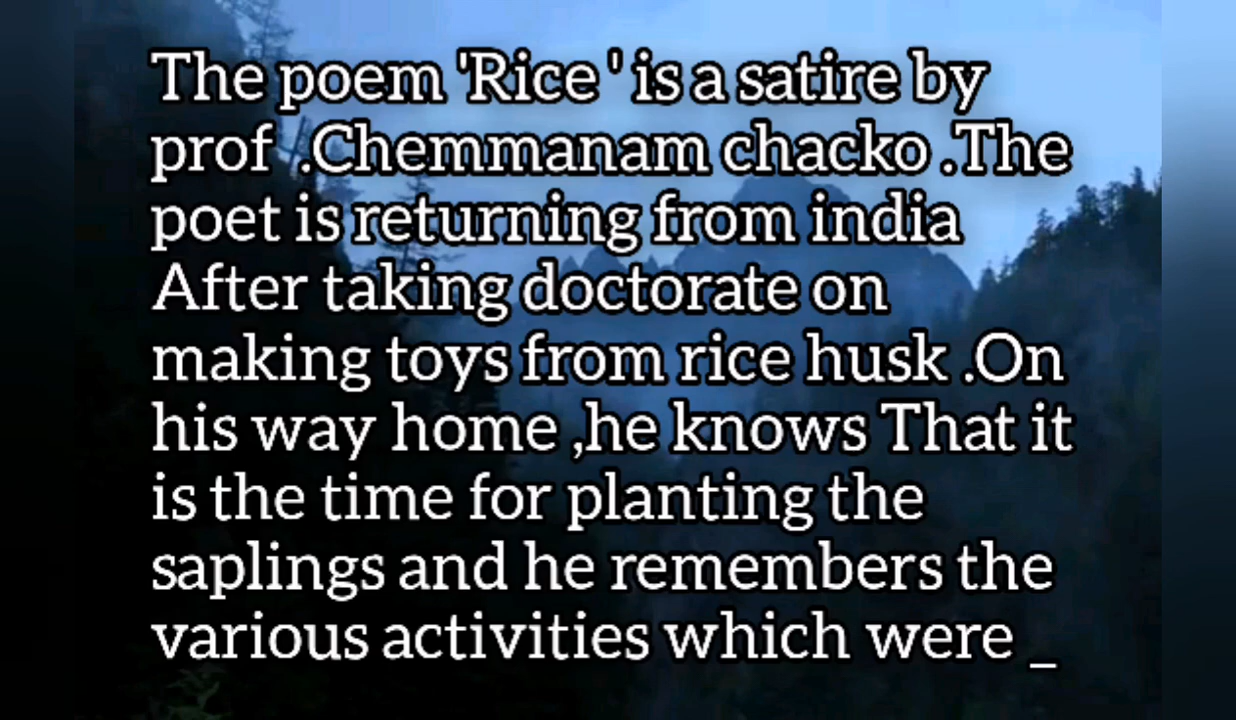 The poem 'Rice ' is a satire by
prof .Chemmanam chacko .The
poet is returning from india
After taking doctorate on
making toys from rice husk .On
his way home ,he knows That it
is the time for planting the
saplings and he remembers the
various activities which were _